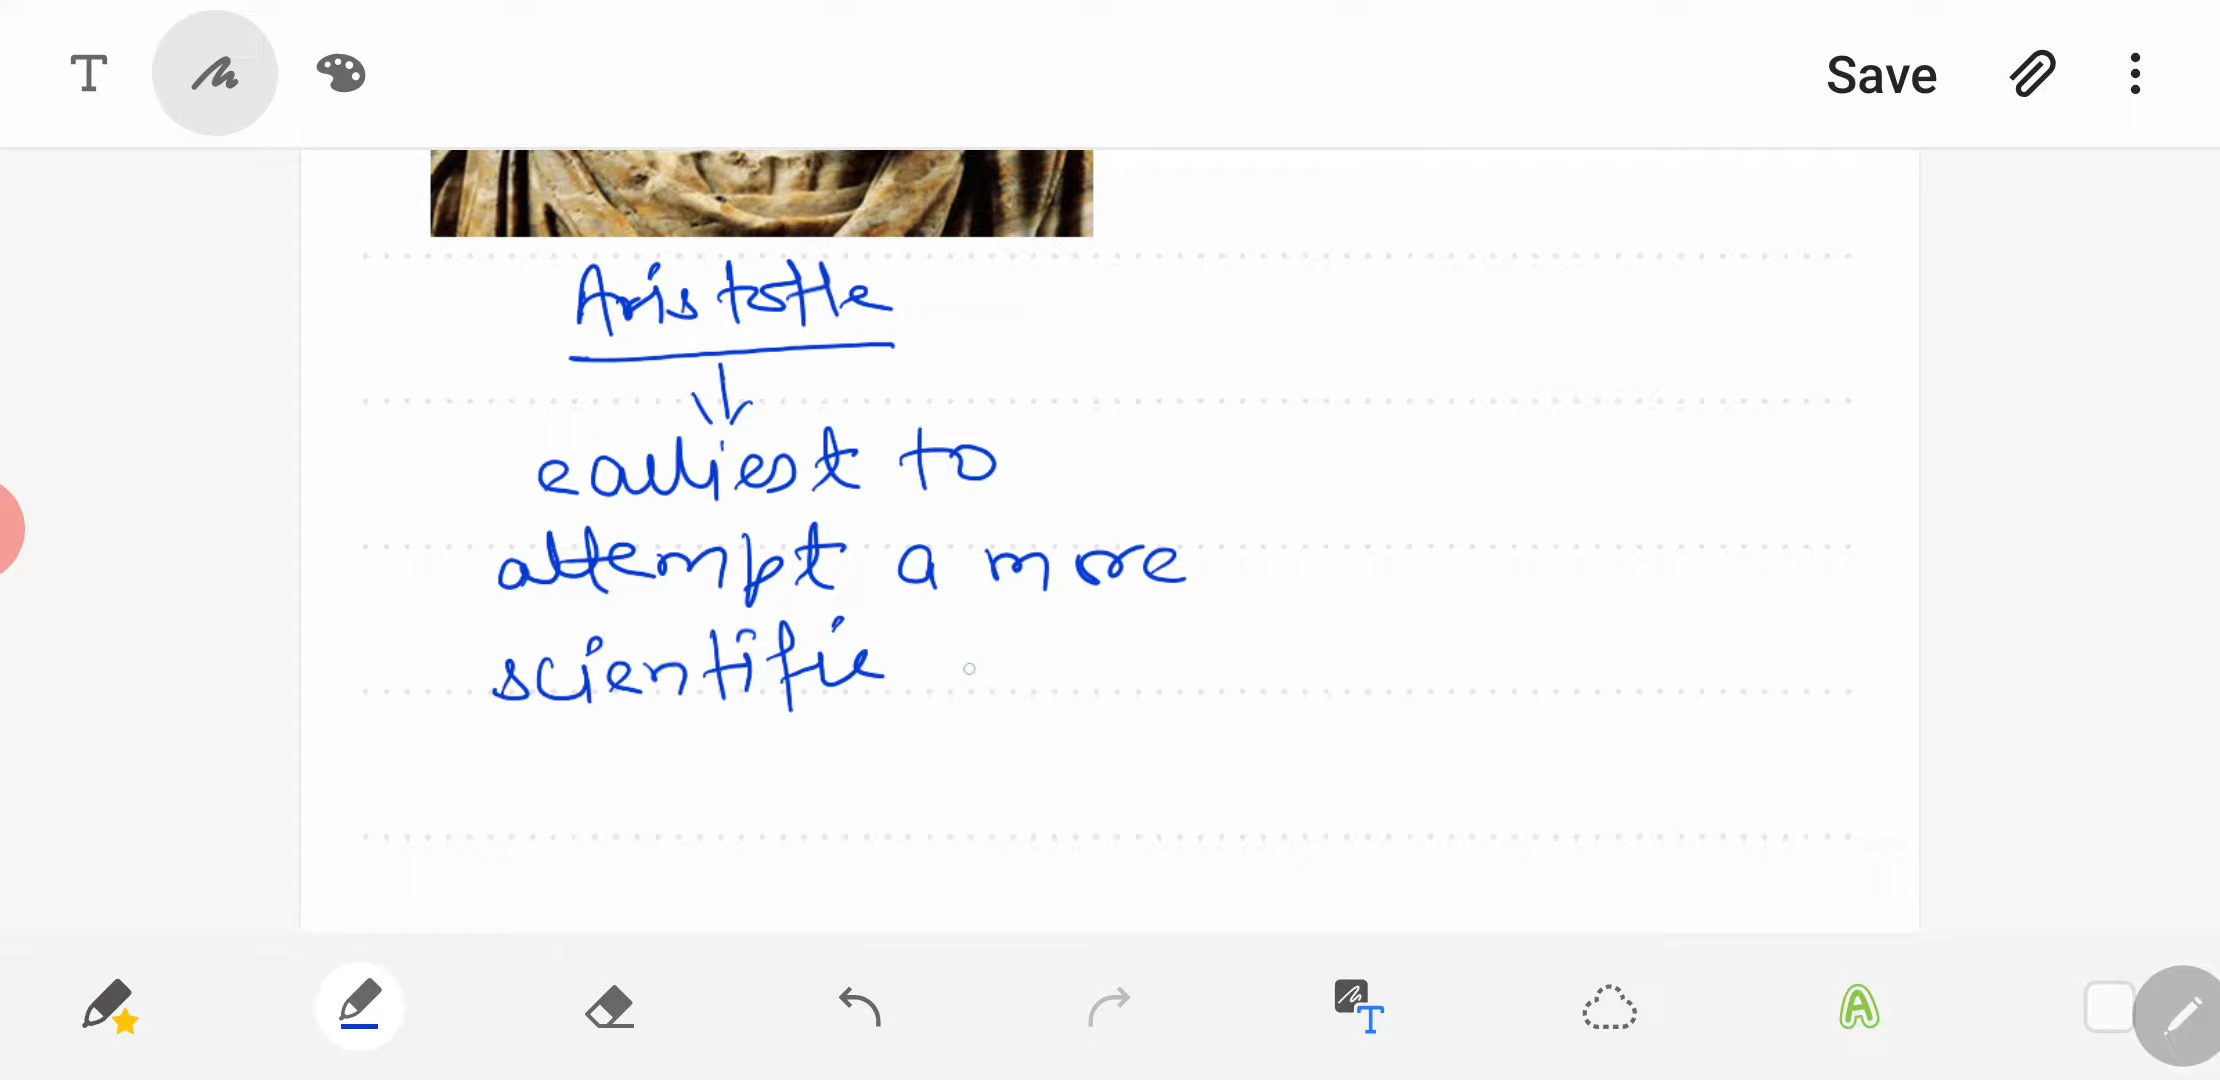 Save
Aristotle
earliest to
attempt a more
scientific